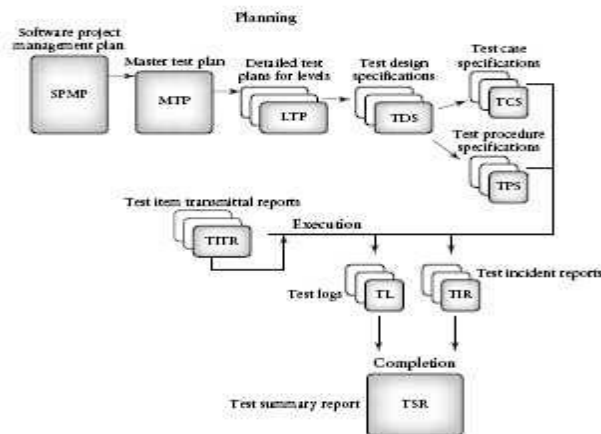 Planning
Software project
management plan
SPMP
Master test plan
MTP
Detailed test
plans for levels
LTP
Test design
specifications
TDS
Test case
specifications
TCS
Test procedure
specifications
TPS
Test item transmittal reports
TITR
Execution
Test logs
TL
TIR
Test incident reports
Completion
Test summary report
TSR